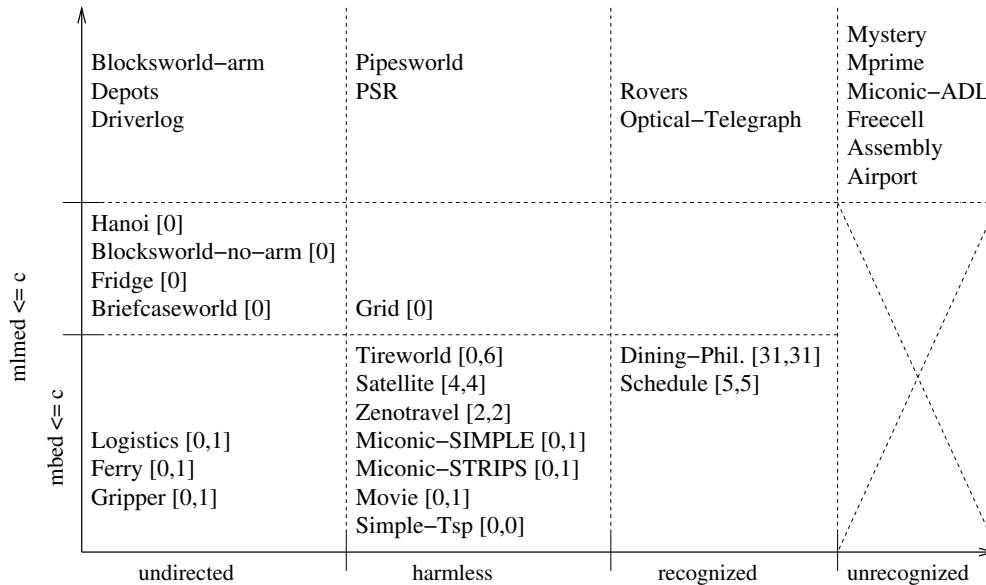 Blocksworld−arm
Depots
Driverlog
Pipesworld
PSR
Rovers
Optical−Telegraph
Mystery
Mprime
Miconic−ADL
Freecell
Assembly
Airport
Hanoi [0]
Blocksworld−no−arm [0]
Fridge [0]
Briefcaseworld [0]
Grid [0]
mlmed <= c
mbed <= c
Logistics [0,1]
Ferry [0,1]
Gripper [0,1]
Tireworld [0,6]
Satellite [4,4]
Zenotravel [2,2]
Miconic−SIMPLE [0,1]
Miconic−STRIPS [0,1]
Movie [0,1]
Simple−Tsp [0,0]
Dining−Phil. [31,31]
Schedule [5,5]
undirected
harmless
recognized
unrecognized